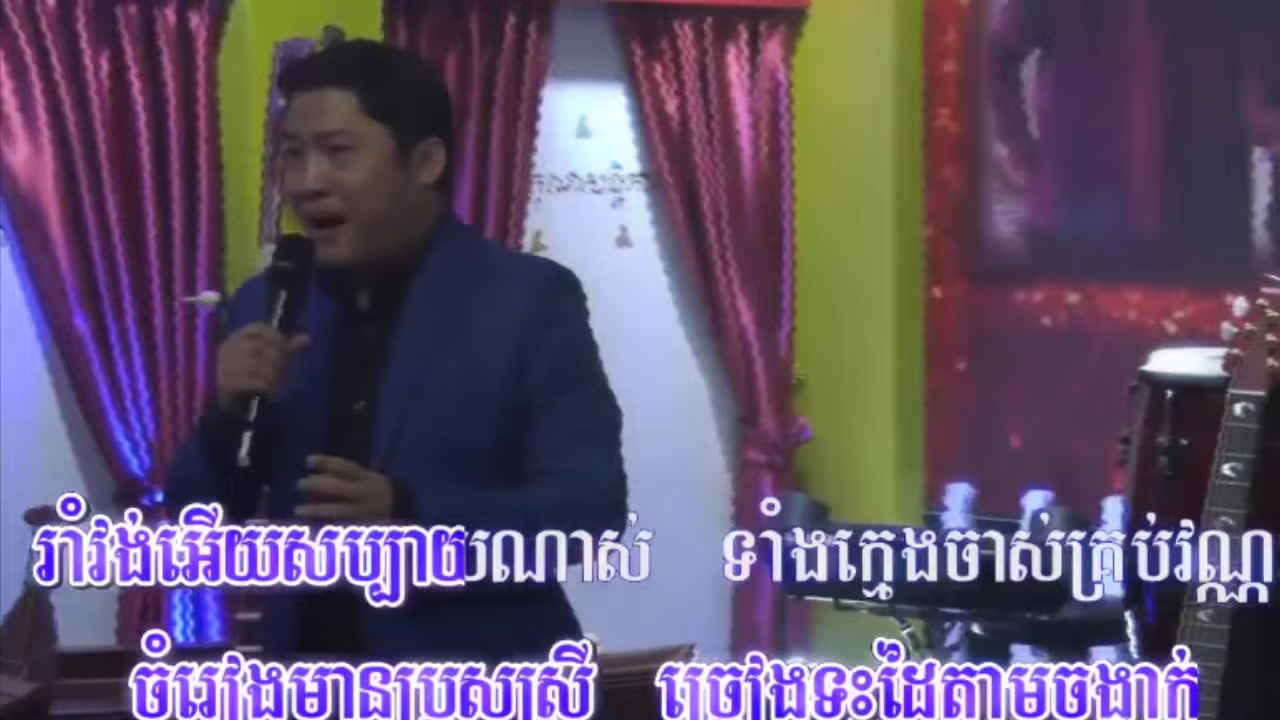 រាំវង់អើយសប្បាយរណាស់ ទាំងក្មេងចាស់គ្រប់វណ្ណ
ចំរៀងមានប្រុសស្រី ច្រៀងទះដៃតាមចង្វាក់